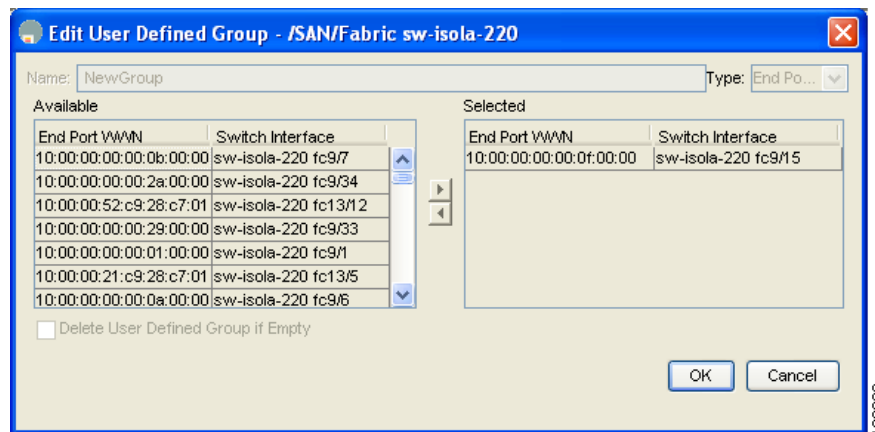 Edit User Defined Group - /SAN/Fabric sw-isola-220
Name: NewGroup Type: End Po...
Available Selected
End Port WWN Switch Interface End Port WWN Switch Interface
10:00:00:00:00:0b:00:00 sw-isola-220 fc9/7 10:00:00:00:00:0f:00:00 sw-isola-220 fc9/15
10:00:00:00:00:2a:00:00 sw-isola-220 fc9/34
10:00:00:52:c9:28:c7:01 sw-isola-220 fc13/12
10:00:00:00:00:29:00:00 sw-isola-220 fc9/33
10:00:00:00:00:01:00:00 sw-isola-220 fc9/1
10:00:00:21:c9:28:c7:01 sw-isola-220 fc13/5
10:00:00:00:00:0a:00:00 sw-isola-220 fc9/6
Delete User Defined Group if Empty
OK Cancel